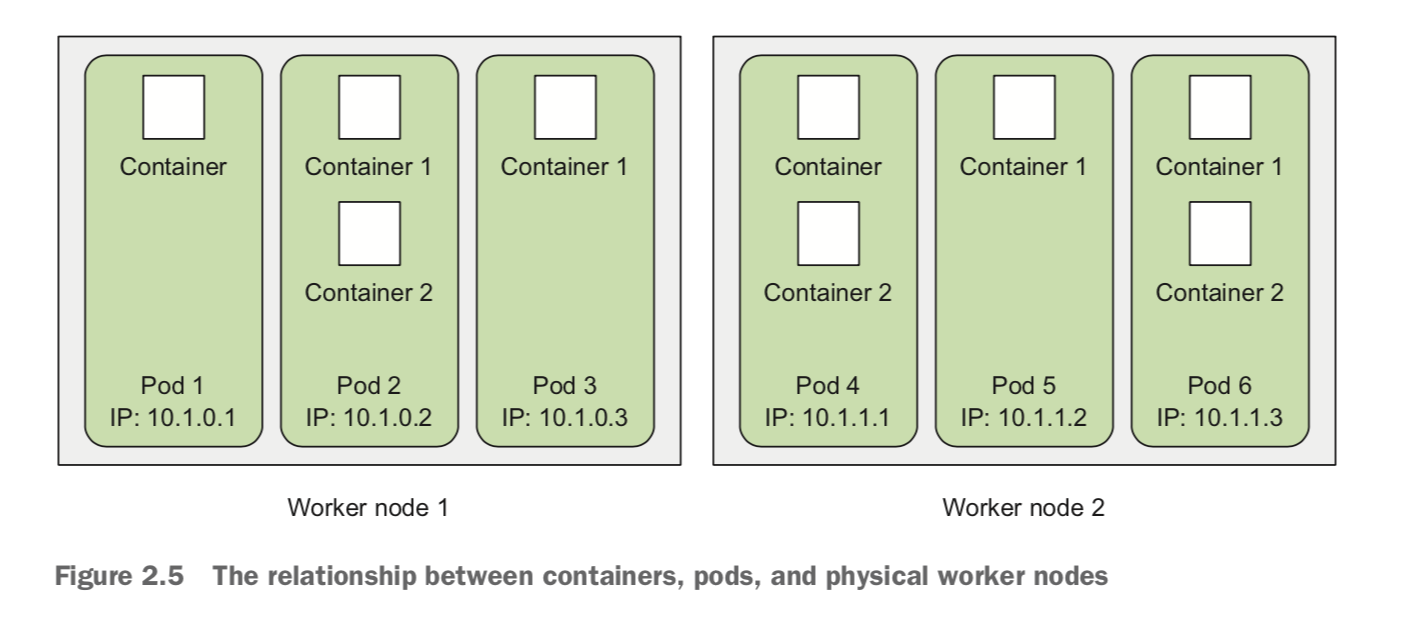 Container
Container 1
Container 2
Pod 1
IP: 10.1.0.1
Pod 2
IP: 10.1.0.2
Container 1
Pod 3
IP: 10.1.0.3
Container
Container 2
Pod 4
IP: 10.1.1.1
Container 1
Pod 5
IP: 10.1.1.2
Container 1
Container 2
Pod 6
IP: 10.1.1.3
Worker node 1
Worker node 2
Figure 2.5 The relationship between containers, pods, and physical worker nodes